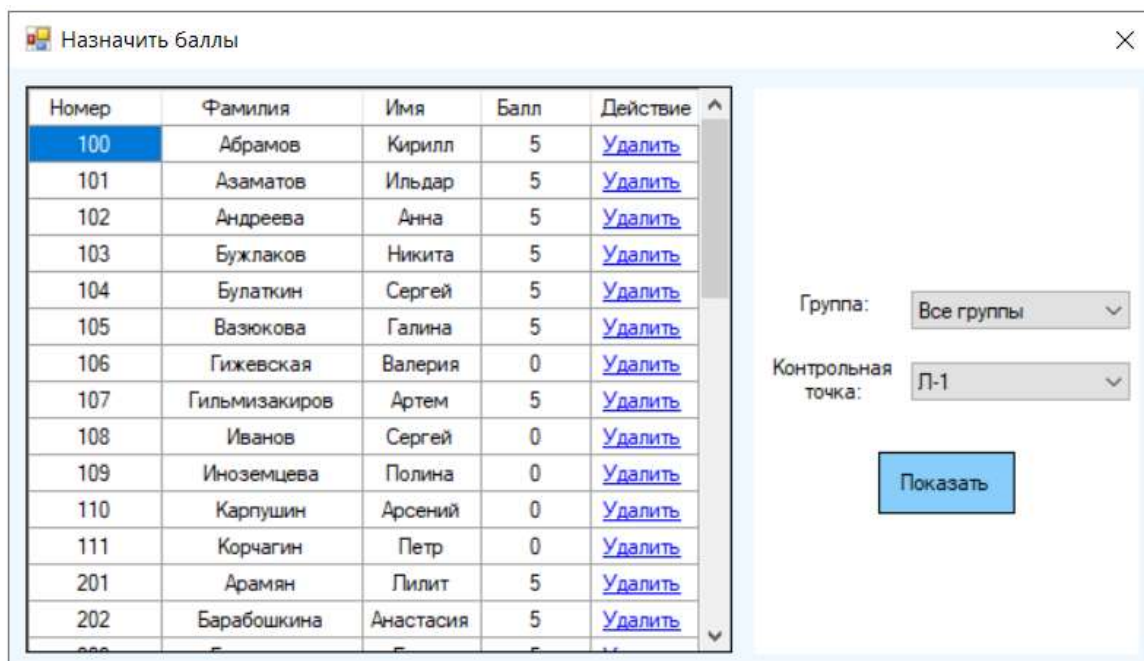 Назначить баллы
Номер Фамилия Имя Балл Действие
100 Абрамов Кирилл 5 Удалить
101 Азаматов Ильдар 5 Удалить
102 Андреева Анна 5 Удалить
103 Бужлаков Никита 5 Удалить
104 Булаткин Сергей 5 Удалить
105 Вазюкова Галина 5 Удалить
106 Гижевская Валерия 0 Удалить
107 Гильмизакиров Артем 5 Удалить
108 Иванов Сергей 0 Удалить
109 Иноземцева Полина 0 Удалить
110 Карпушин Арсений 0 Удалить
111 Корчагин Петр 0 Удалить
201 Арамян Лилит 5 Удалить
202 Барабошкина Анастасия 5 Удалить
Группа: Все группы
Контрольная
точка: Л-1
Показать